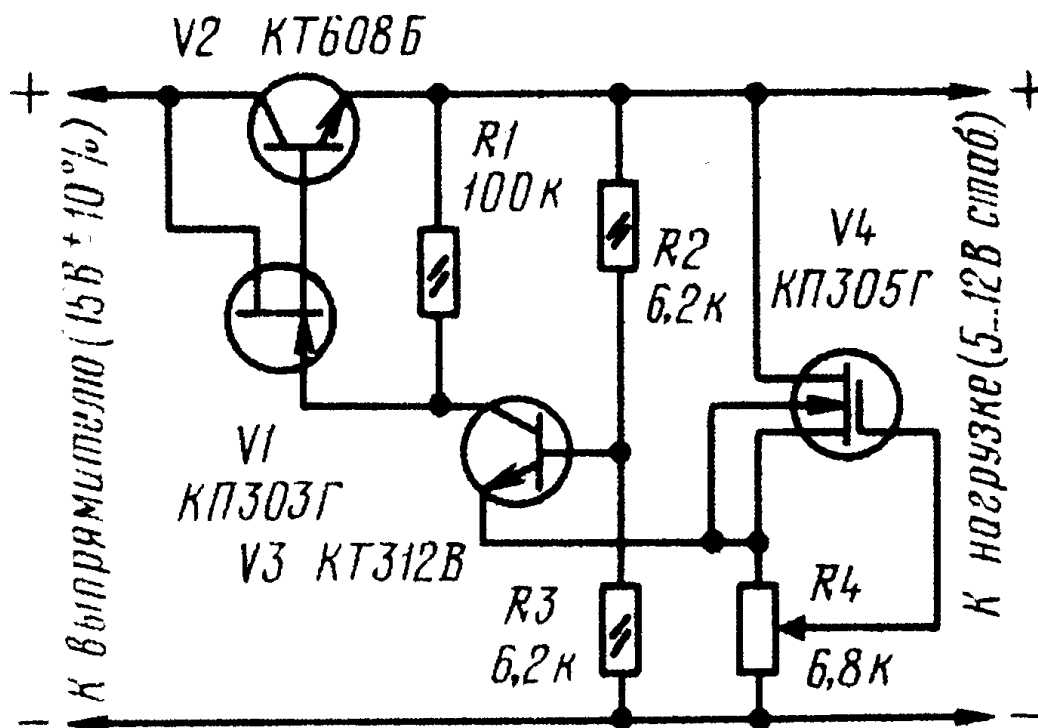 V2 КТ608Б
+
+
К выпрямителю (15В ± 10%)
R1
100к
R2
6,2к
V4
КП305Г
К нагрузке (5...12В стаб.)
V1
КП303Г
V3 КТ312В
R3
6,2к
R4
6,8к
−
−